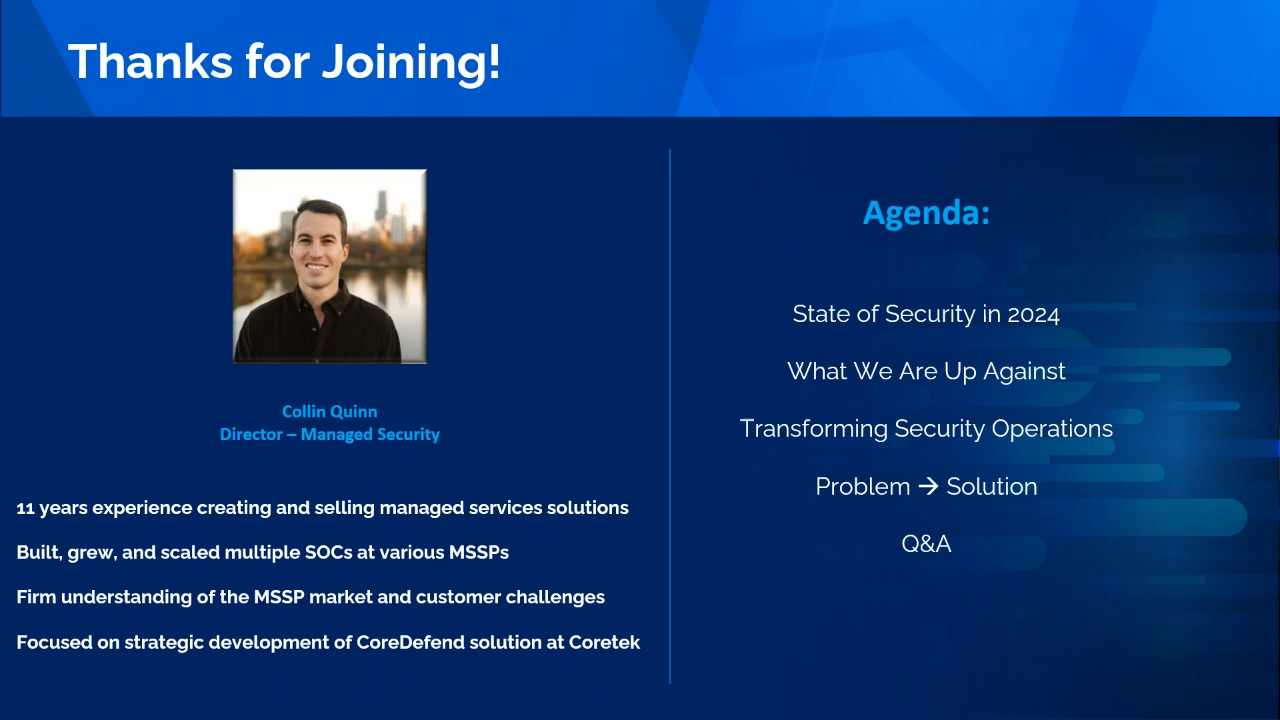 Thanks for Joining!
Collin Quinn
Director – Managed Security
11 years experience creating and selling managed services solutions
Built, grew, and scaled multiple SOCs at various MSSPs
Firm understanding of the MSSP market and customer challenges
Focused on strategic development of CoreDefend solution at Coretek
Agenda:
State of Security in 2024
What We Are Up Against
Transforming Security Operations
Problem → Solution
Q&A